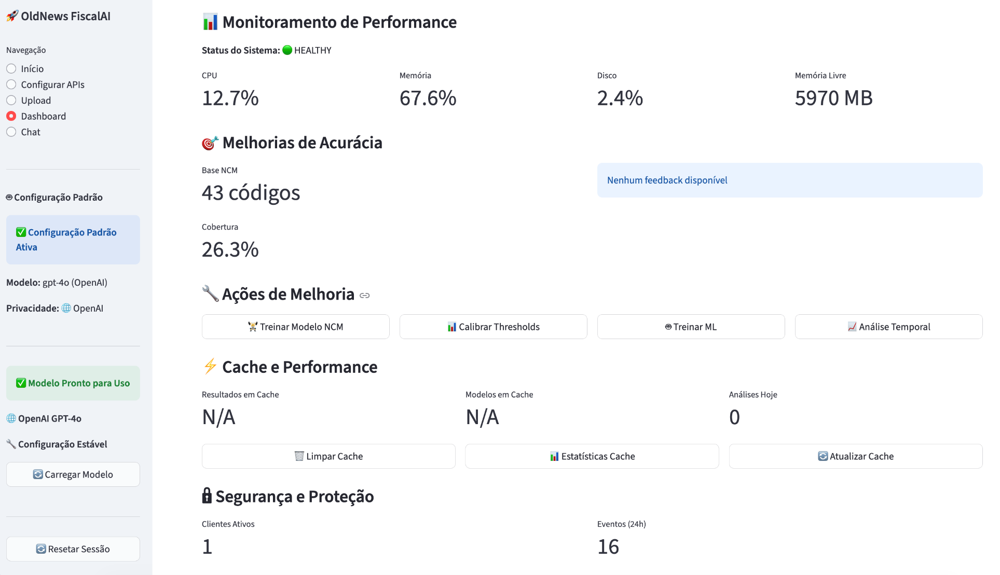 🚀 OldNews FiscalAI
Navegação
Início
Configurar APIs
Upload
Dashboard
Chat
Configuração Padrão
✅ Configuração Padrão
Ativa
Modelo: gpt-4o (OpenAI)
Privacidade: 🌐 OpenAI
✅ Modelo Pronto para Uso
🌐 OpenAI GPT-4o
🔧 Configuração Estável
🔄 Carregar Modelo
🔄 Resetar Sessão
📊 Monitoramento de Performance
Status do Sistema: 🟢 HEALTHY
CPU
12.7%
Memória
67.6%
Disco
2.4%
Memória Livre
5970 MB
🎯 Melhorias de Acurácia
Base NCM
43 códigos
Cobertura
26.3%
Nenhum feedback disponível
🔧 Ações de Melhoria
🏋️ Treinar Modelo NCM
📊 Calibrar Thresholds
Treinar ML
📈 Análise Temporal
⚡ Cache e Performance
Resultados em Cache
N/A
Modelos em Cache
N/A
Análises Hoje
0
🗑️ Limpar Cache
📊 Estatísticas Cache
🔄 Atualizar Cache
🔒 Segurança e Proteção
Clientes Ativos
1
Eventos (24h)
16